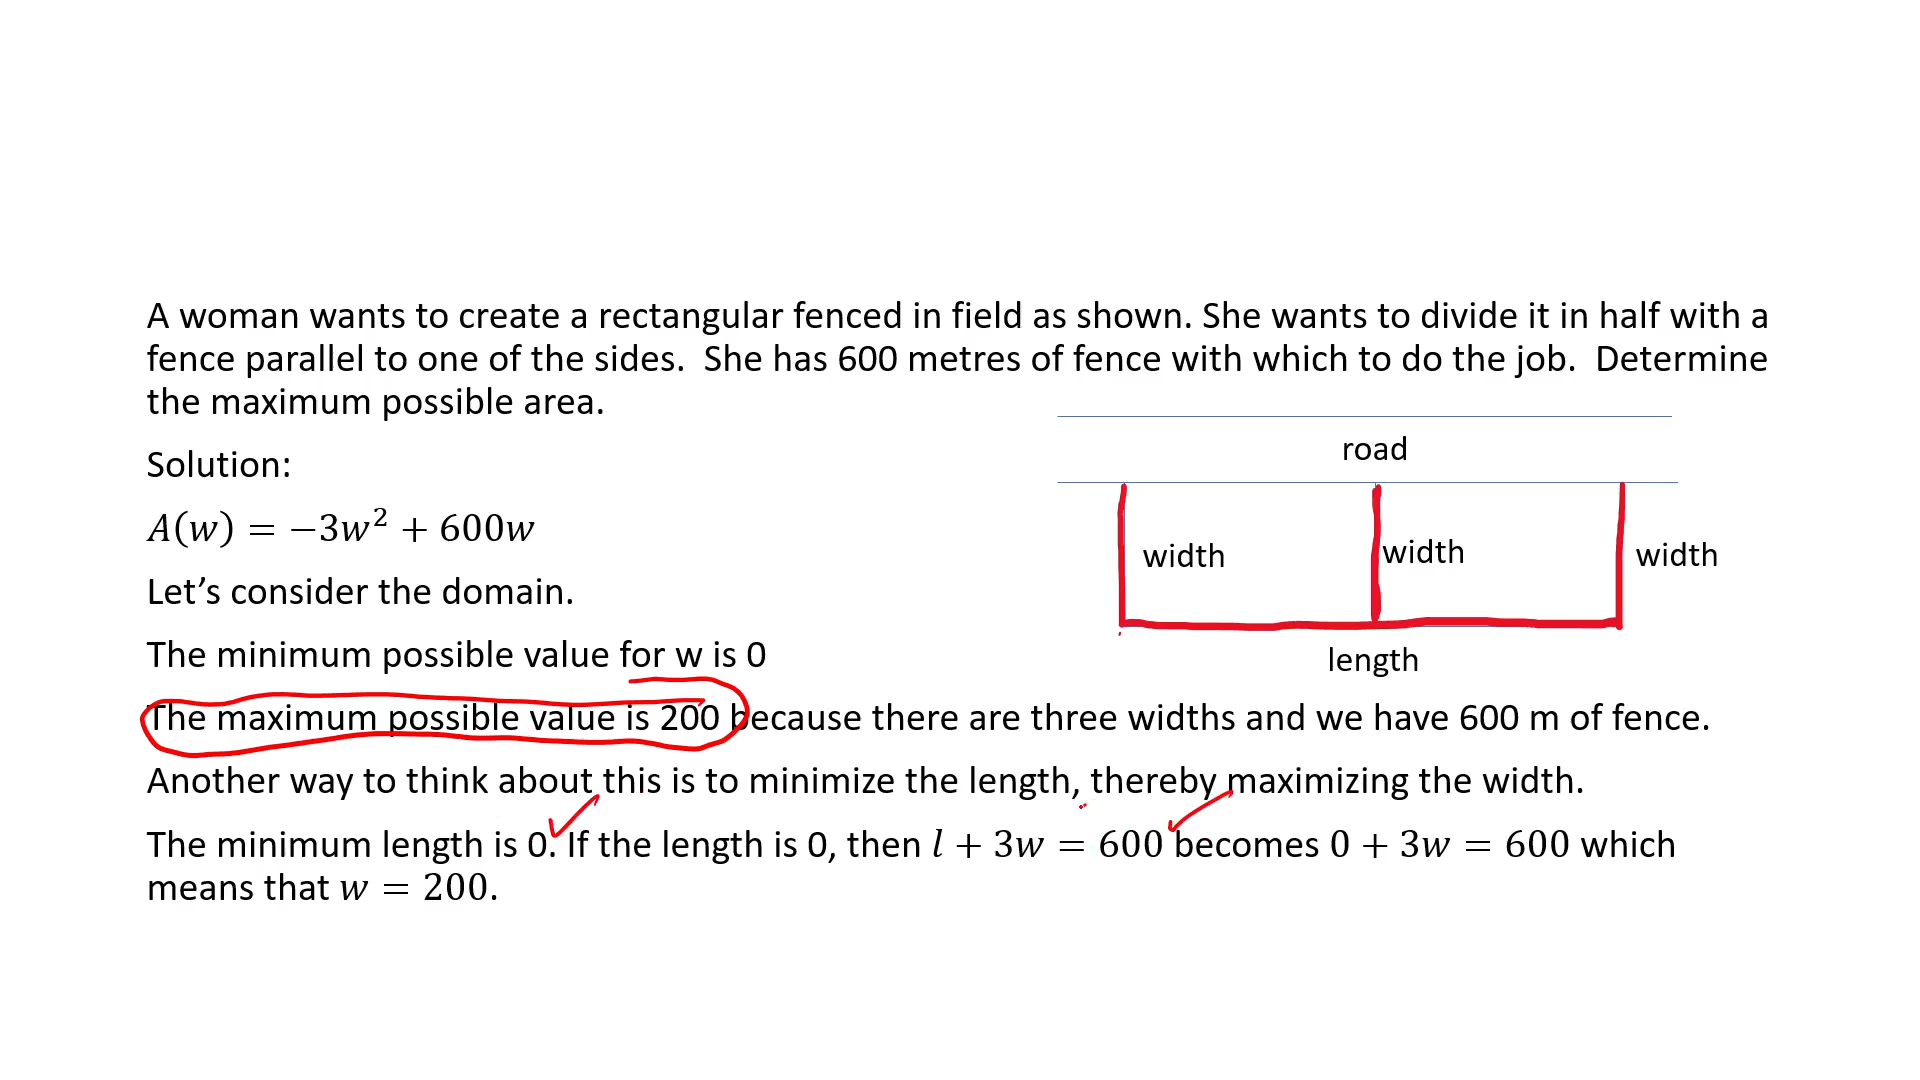 A woman wants to create a rectangular fenced in field as shown. She wants to divide it in half with a
fence parallel to one of the sides.  She has 600 metres of fence with which to do the job.  Determine
the maximum possible area.
road
Solution:
A(w) = −3w² + 600w
width
width
width
Let’s consider the domain.
The minimum possible value for w is 0
length
The maximum possible value is 200 because there are three widths and we have 600 m of fence.
Another way to think about this is to minimize the length, thereby maximizing the width.
The minimum length is 0. If the length is 0, then l + 3w = 600 becomes 0 + 3w = 600 which
means that w = 200.